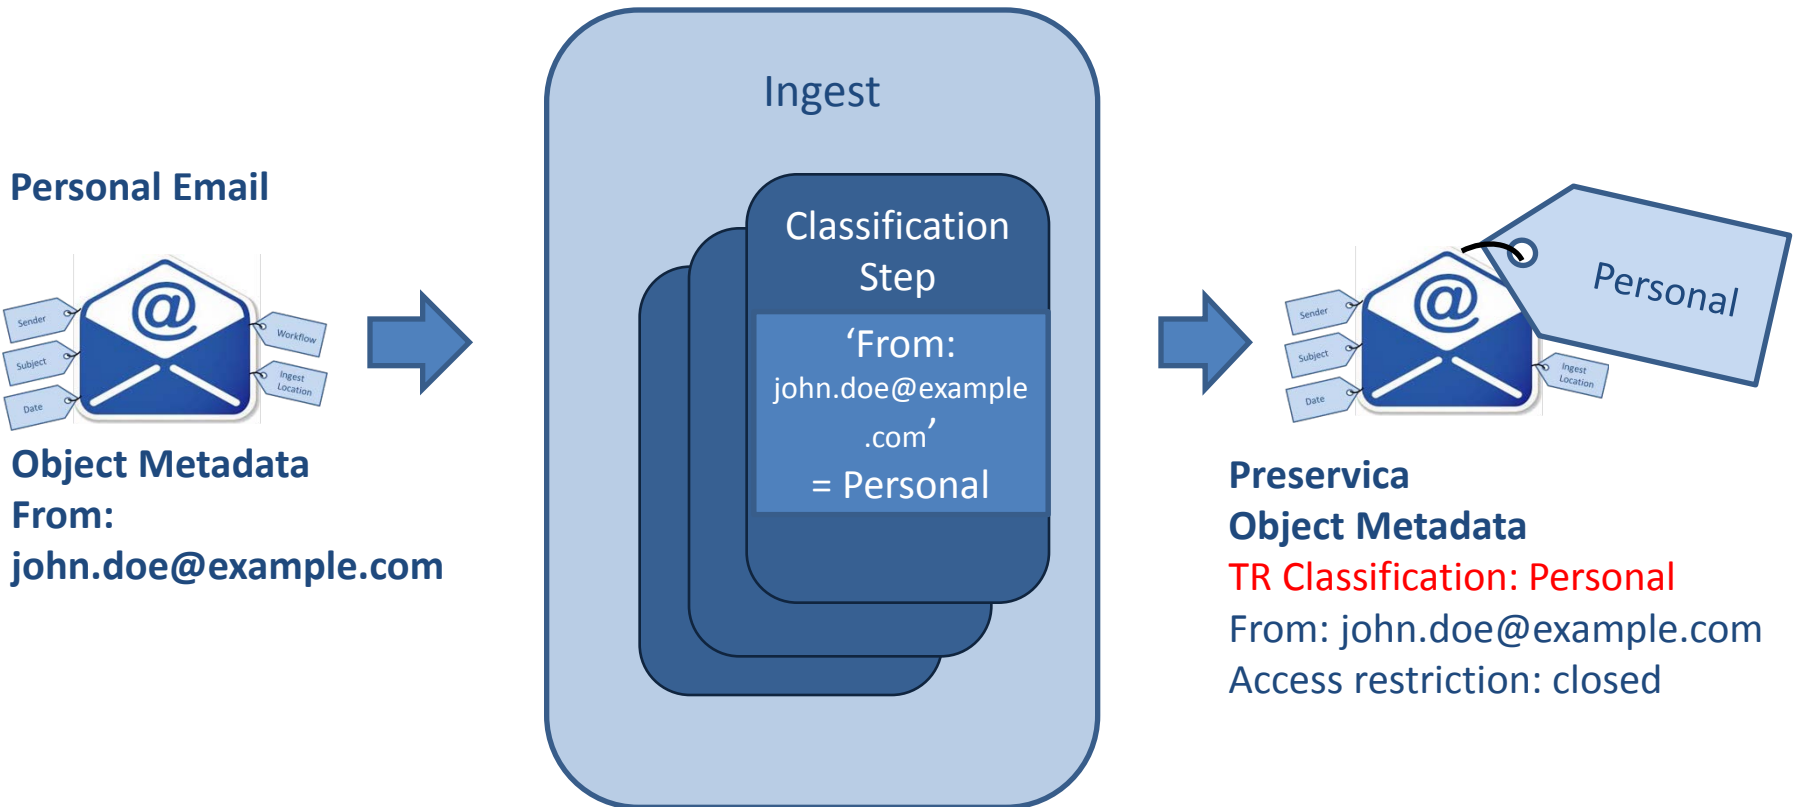 Personal Email
Sender
Subject
Date
@
Workflow
Ingest
Location
Object Metadata
From:
john.doe@example.com
Ingest
Classification
Step
‘From:
john.doe@example
.com’
= Personal
Personal
Sender
Subject
Date
@
Ingest
Location
Preservica
Object Metadata
TR Classification: Personal
From: john.doe@example.com
Access restriction: closed